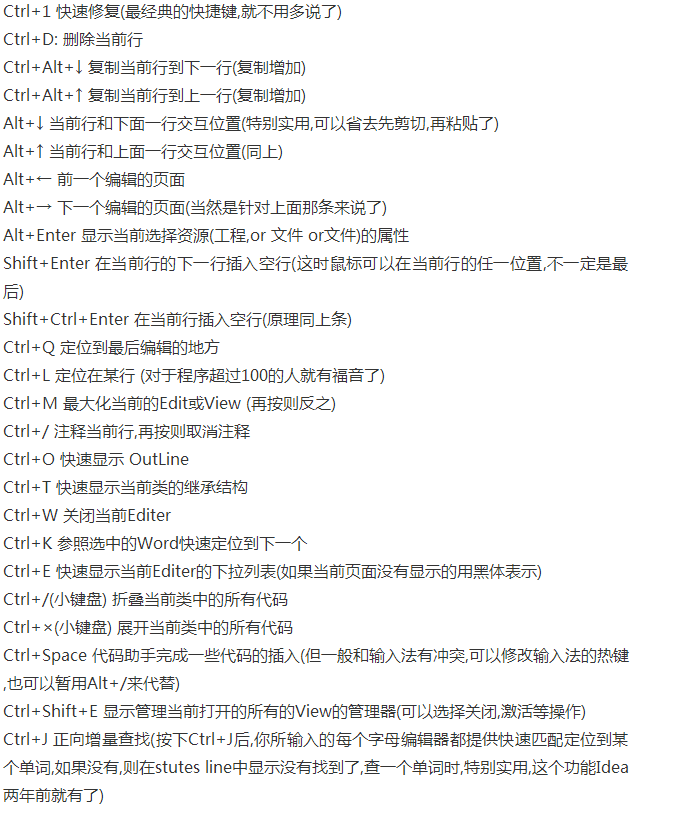 Ctrl+1 快速修复(最经典的快捷键,就不用多说了)
Ctrl+D: 删除当前行
Ctrl+Alt+↓ 复制当前行到下一行(复制增加)
Ctrl+Alt+↑ 复制当前行到上一行(复制增加)
Alt+↓ 当前行和下面一行交互位置(特别实用,可以省去先剪切,再粘贴了)
Alt+↑ 当前行和上面一行交互位置(同上)
Alt+← 前一个编辑的页面
Alt+→ 下一个编辑的页面(当然是针对上面那条来说了)
Alt+Enter 显示当前选择资源(工程,or 文件 or文件)的属性
Shift+Enter 在当前行的下一行插入空行(这时鼠标可以在当前行的任一位置,不一定是最
后)
Shift+Ctrl+Enter 在当前行插入空行(原理同上条)
Ctrl+Q 定位到最后编辑的地方
Ctrl+L 定位在某行 (对于程序超过100的人就有福音了)
Ctrl+M 最大化当前的Edit或View (再按则反之)
Ctrl+/ 注释当前行,再按则取消注释
Ctrl+O 快速显示 OutLine
Ctrl+T 快速显示当前类的继承结构
Ctrl+W 关闭当前Editer
Ctrl+K 参照选中的Word快速定位到下一个
Ctrl+E 快速显示当前Editer的下拉列表(如果当前页面没有显示的用黑体表示)
Ctrl+/(小键盘) 折叠当前类中的所有代码
Ctrl+×(小键盘) 展开当前类中的所有代码
Ctrl+Space 代码助手完成一些代码的插入(但一般和输入法有冲突,可以修改输入法的热键
,也可以暂用Alt+/来代替)
Ctrl+Shift+E 显示管理当前打开的所有的View的管理器(可以选择关闭,激活等操作)
Ctrl+J 正向增量查找(按下Ctrl+J后,你所输入的每个字母编辑器都提供快速匹配定位到某
个单词,如果没有,则在stutes line中显示没有找到了,查一个单词时,特别实用,这个功能Idea
两年前就有了)